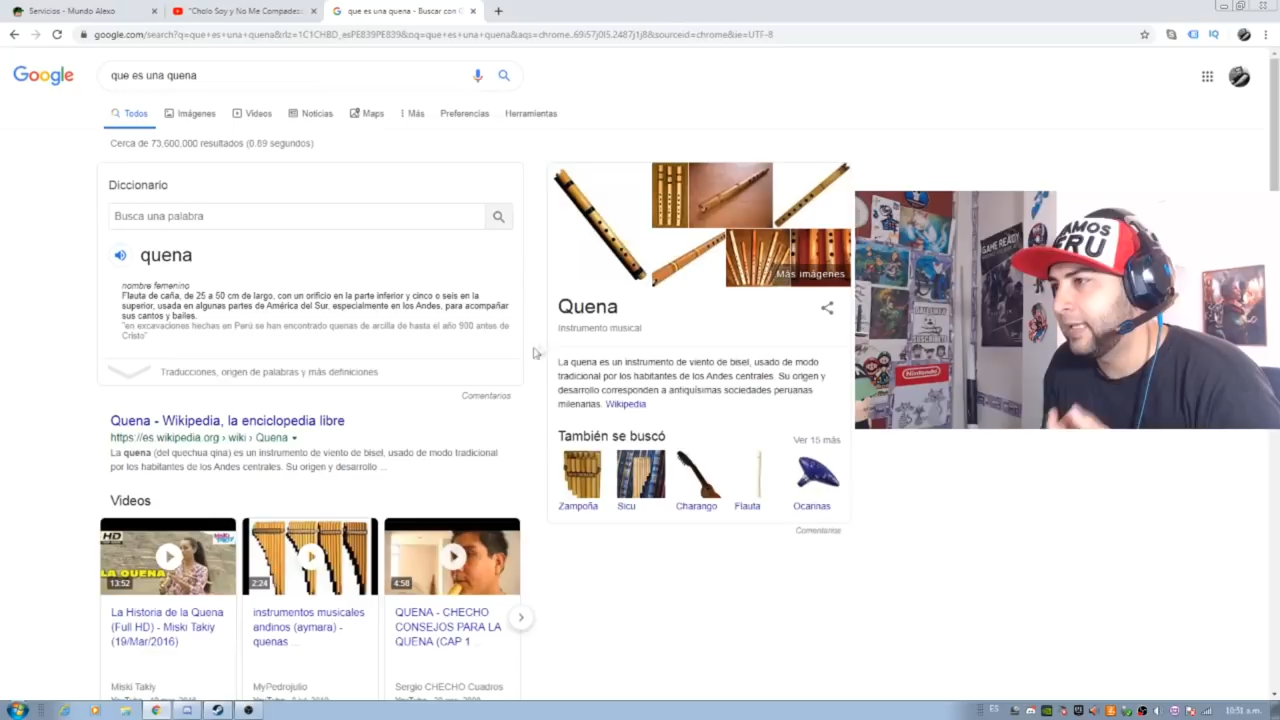 Servicios - Mundo Alexo
"Cholo Soy y No Me Compadezc
que es una quena - Buscar con G
google.com/search?q=que+es+una+quena&rlz=1C1CHBD_esPE839PE839&oq=que+es+una+quena&aqs=chrome..69i57j0l5.2487j1j8&sourceid=chrome&ie=UTF-8
IQ
Google
que es una quena
Todos
Imágenes
Videos
Noticias
Maps
Más
Preferencias
Herramientas
Cerca de 73.600.000 resultados (0.89 segundos)
Diccionario
Busca una palabra
quena
nombre femenino
Flauta de caña, de 25 a 50 cm de largo, con un orificio en la parte inferior y cinco o seis en la
superior, usada en algunas partes de América del Sur, especialmente en los Andes, para acompañar
sus cantos y bailes.
"en excavaciones hechas en Perú se han encontrado quenas de arcilla de hasta el año 900 antes de
Cristo"
Traducciones, origen de palabras y más definiciones
Comentarios
Quena - Wikipedia, la enciclopedia libre
https://es.wikipedia.org › wiki › Quena
La quena (del quechua qina) es un instrumento de viento de bisel, usado de modo tradicional
por los habitantes de los Andes centrales. Su origen y desarrollo ...
Videos
HD
LA QUENA
MISKI TAKIY
13:52
2:24
4:58
La Historia de la Quena
(Full HD) - Miski Takiy
(19/Mar/2016)
instrumentos musicales
andinos (aymara) -
quenas ...
QUENA - CHECHO
CONSEJOS PARA LA
QUENA (CAP 1 ...
Miski Takiy
MyPedrojulio
Sergio CHECHO Cuadros
Más imágenes
Quena
Instrumento musical
La quena es un instrumento de viento de bisel, usado de modo
tradicional por los habitantes de los Andes centrales. Su origen y
desarrollo corresponden a antiquísimas sociedades peruanas
milenarias. Wikipedia
También se buscó
Ver 15 más
Zampoña
Sicu
Charango
Flauta
Ocarinas
Comentarios
GAME READY
SUBSCRIBE
Nintendo
AMOS
ERU
ES
10:51 a.m.